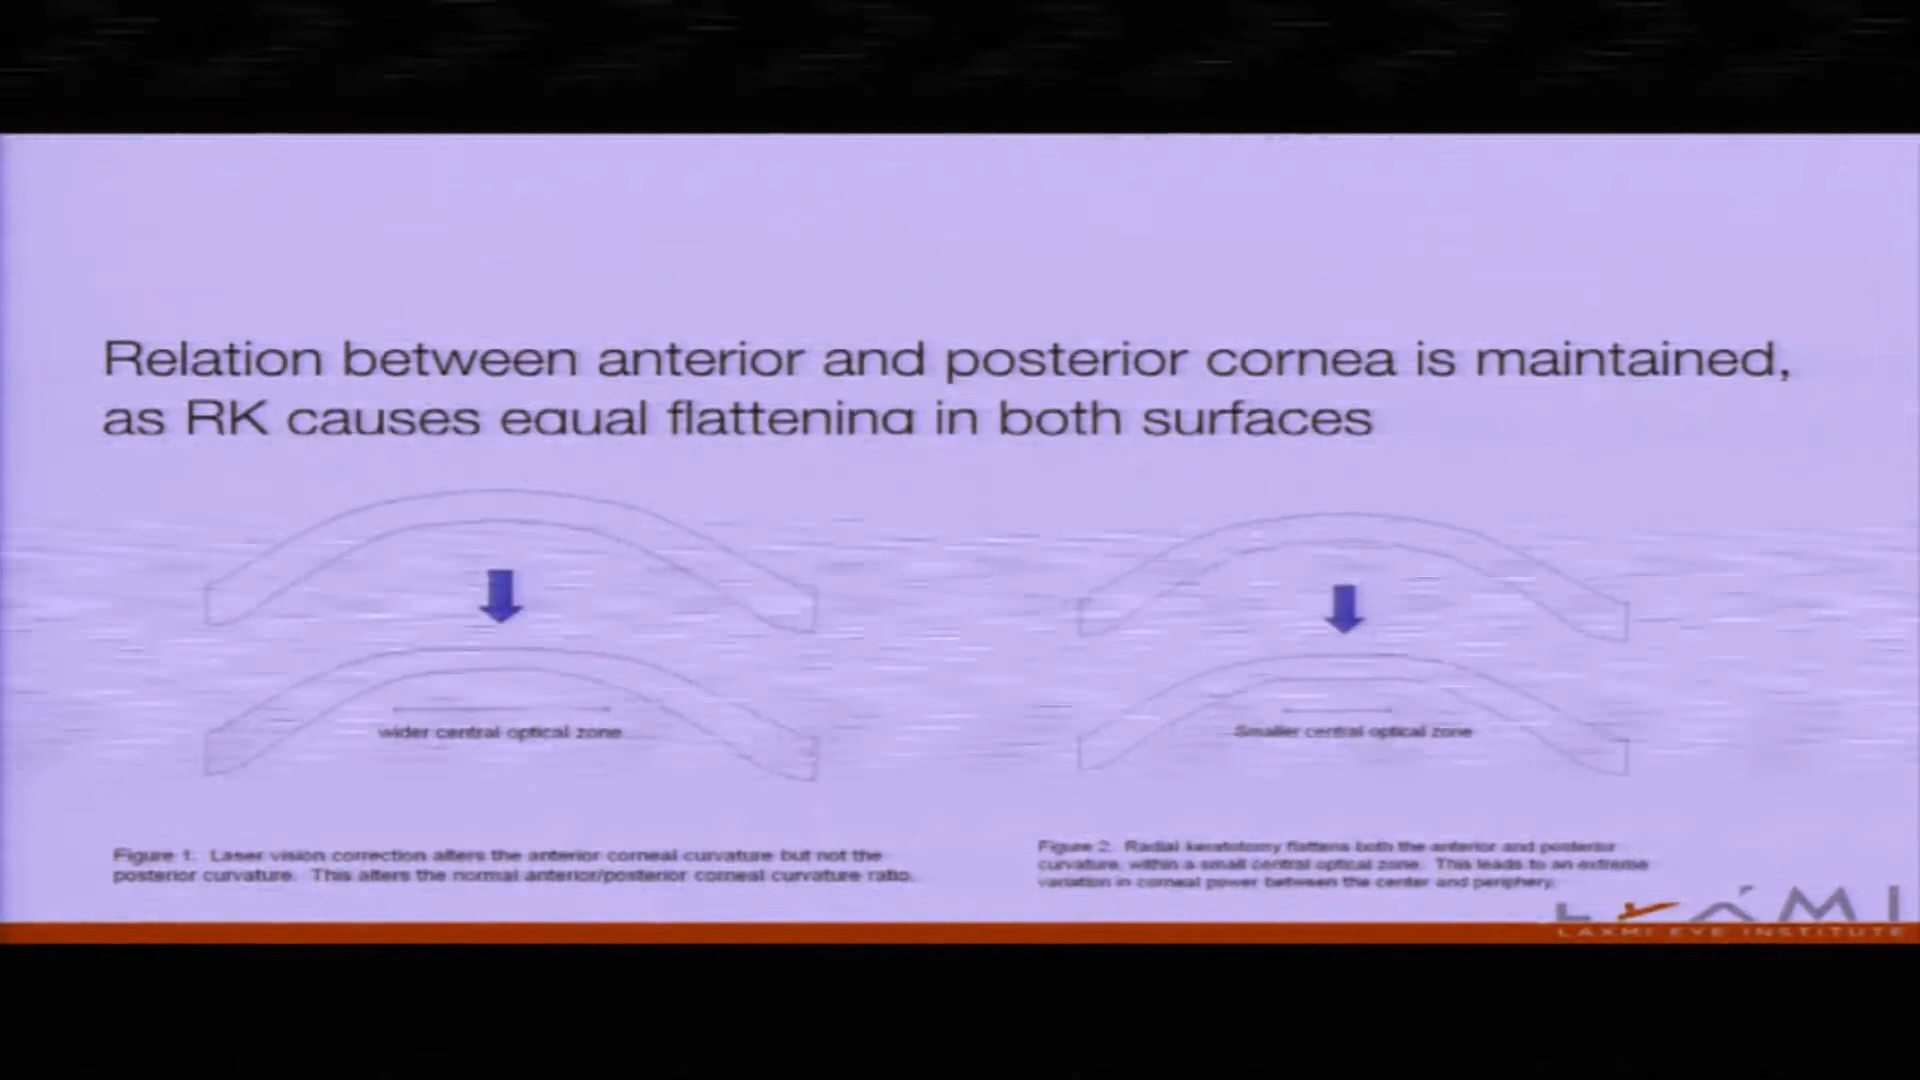 Relation between anterior and posterior cornea is maintained,
as RK causes equal flattening in both surfaces
wider central optical zone
Smaller central optical zone
Figure 1. Laser vision correction alters the anterior corneal curvature but not the
posterior curvature. This alters the normal anterior/posterior corneal curvature ratio.
Figure 2. Radial keratotomy flattens both the anterior and posterior
curvature, within a small central optical zone. This leads to an extreme
variation in corneal power between the center and periphery.
LAXMI
LAXMI EYE INSTITUTE